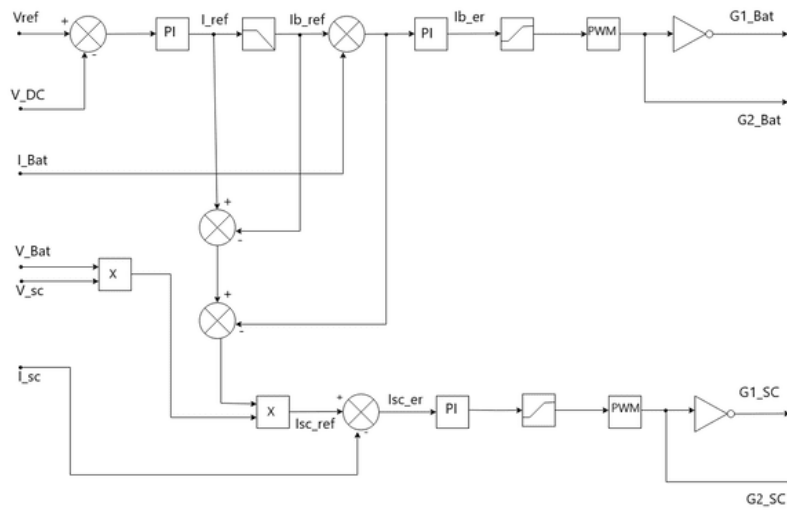 Vref
+
-
PI
I_ref
Ib_ref
+
PI
Ib_er
PWM
G1_Bat
V_DC
G2_Bat
I_Bat
+
-
V_Bat
X
V_sc
+
-
I_sc
X
Isc_ref
+
-
Isc_er
PI
PWM
G1_SC
G2_SC